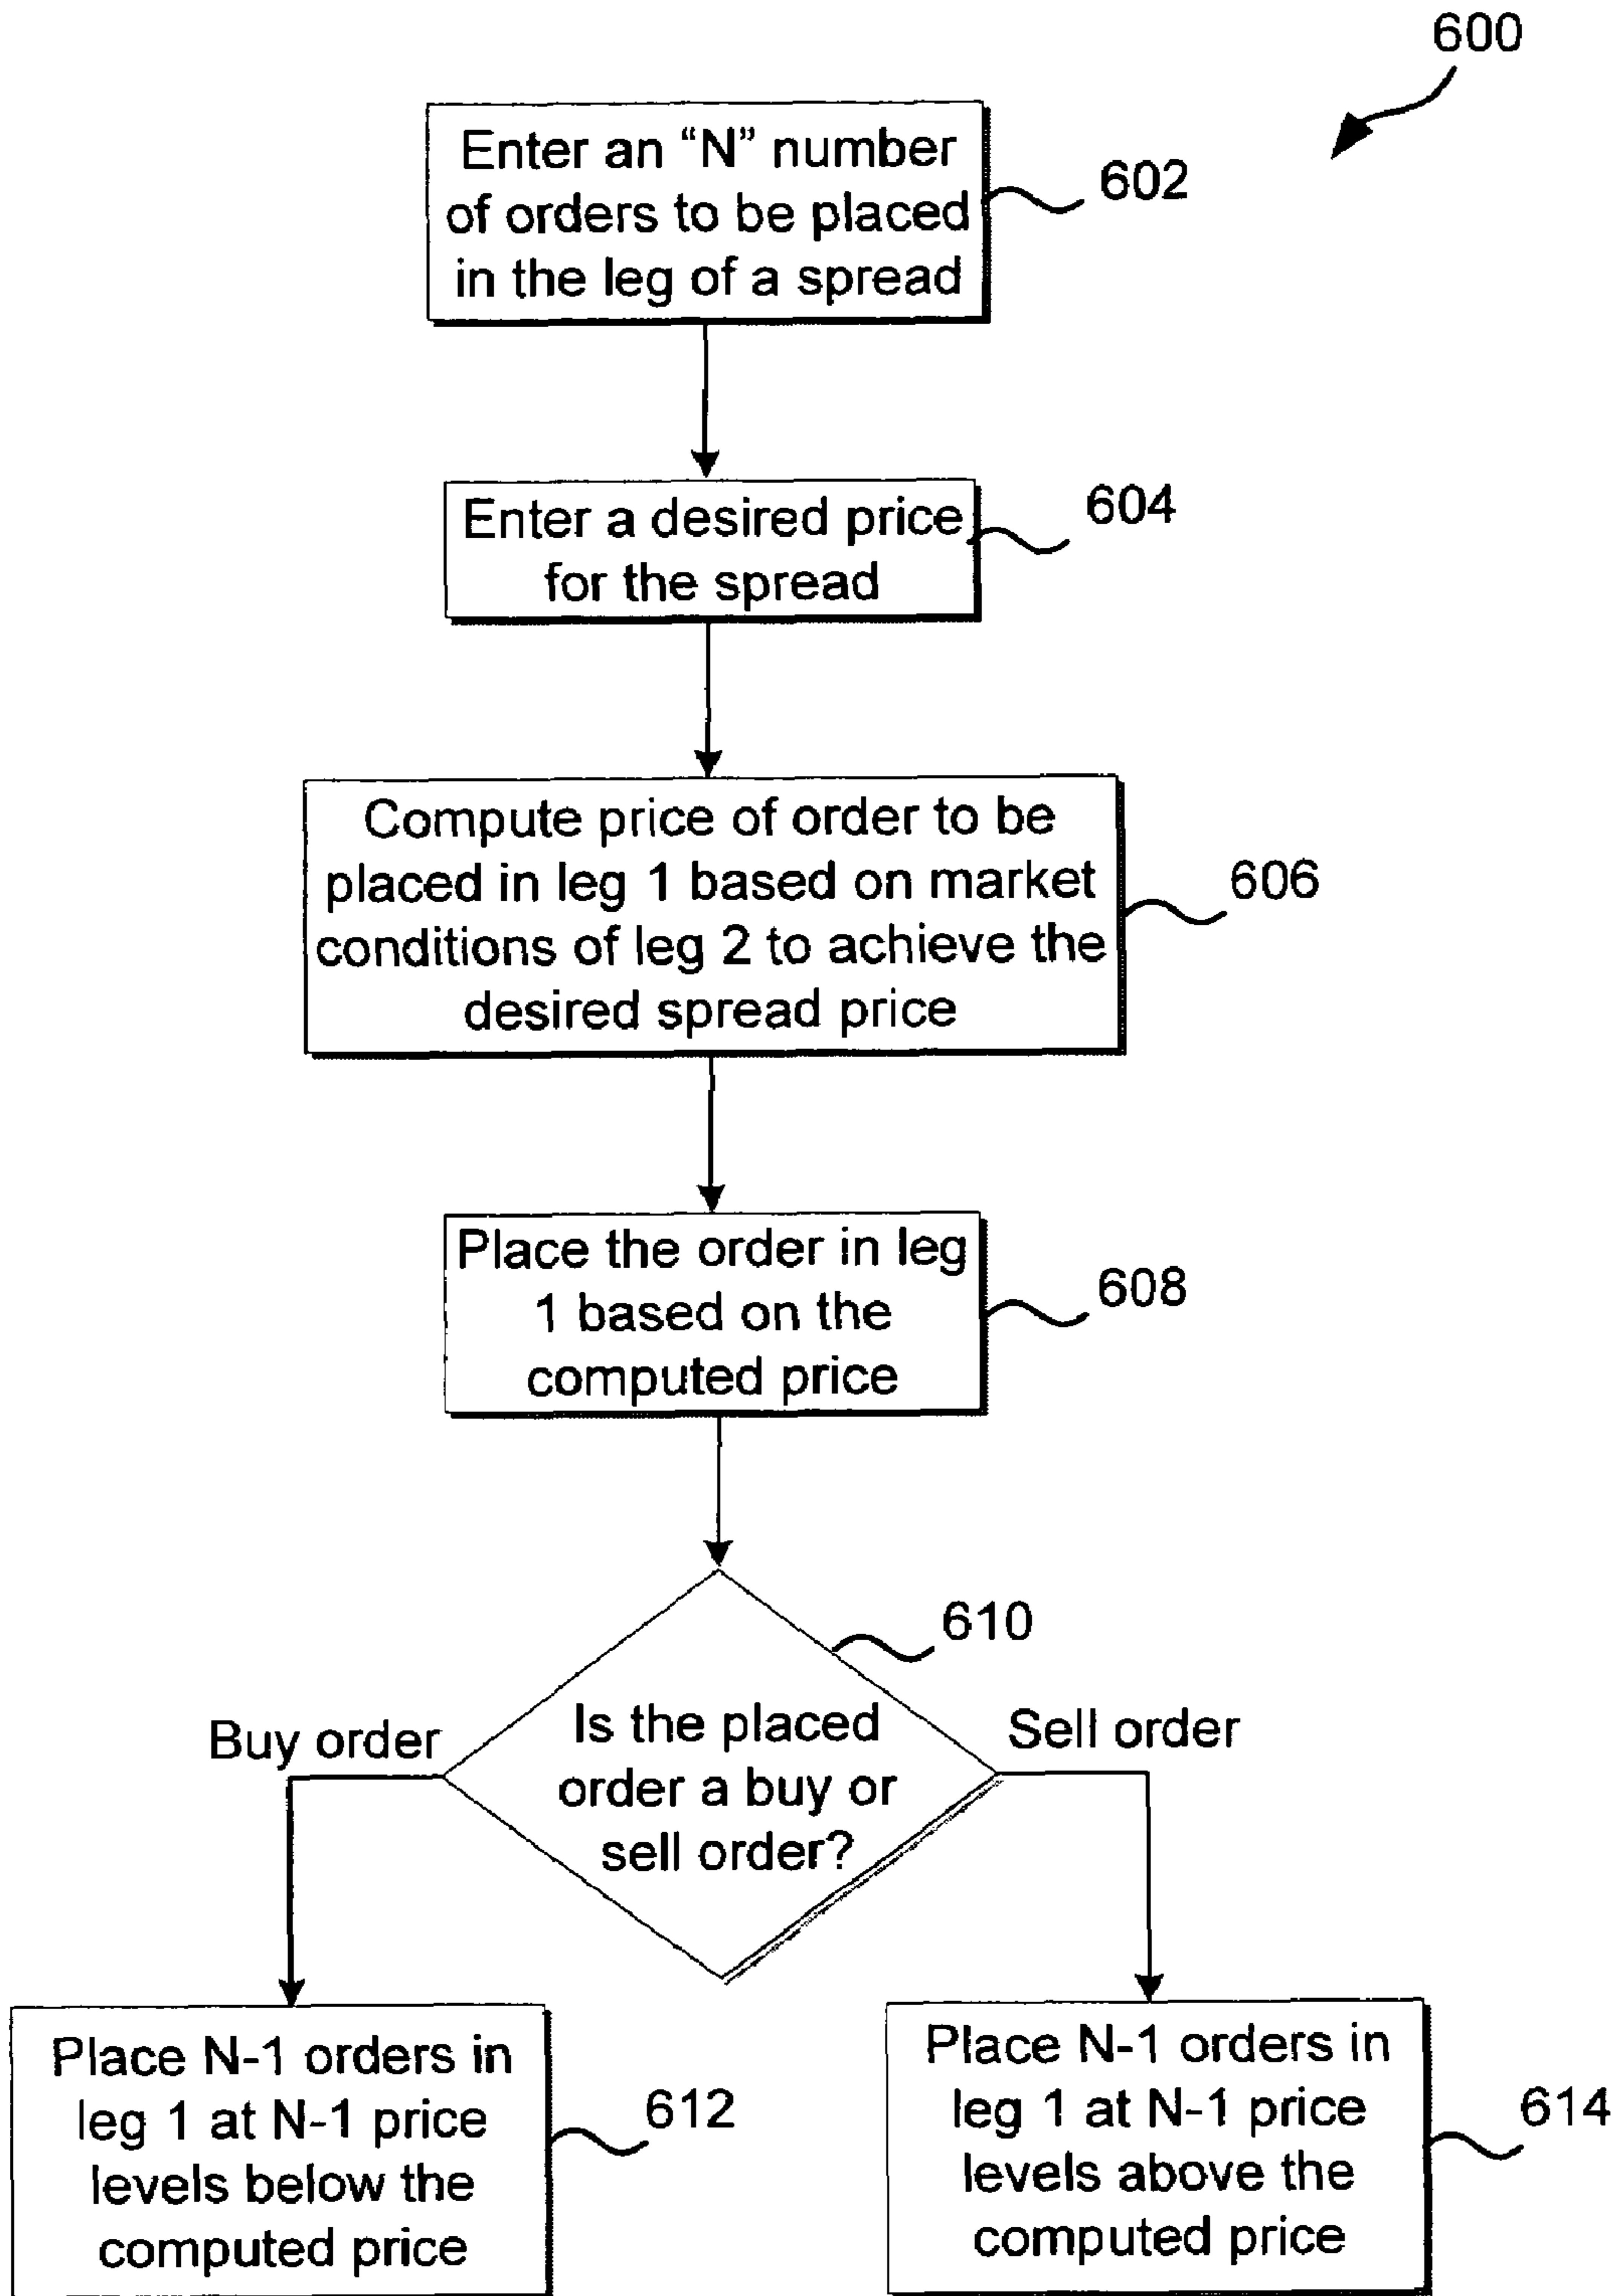 600
Enter an “N” number
of orders to be placed
in the leg of a spread
602
Enter a desired price
for the spread
604
Compute price of order to be
placed in leg 1 based on market
conditions of leg 2 to achieve the
desired spread price
606
Place the order in leg
1 based on the
computed price
608
610
Is the placed
order a buy or
sell order?
Buy order
Sell order
Place N-1 orders in
leg 1 at N-1 price
levels below the
computed price
612
Place N-1 orders in
leg 1 at N-1 price
levels above the
computed price
614